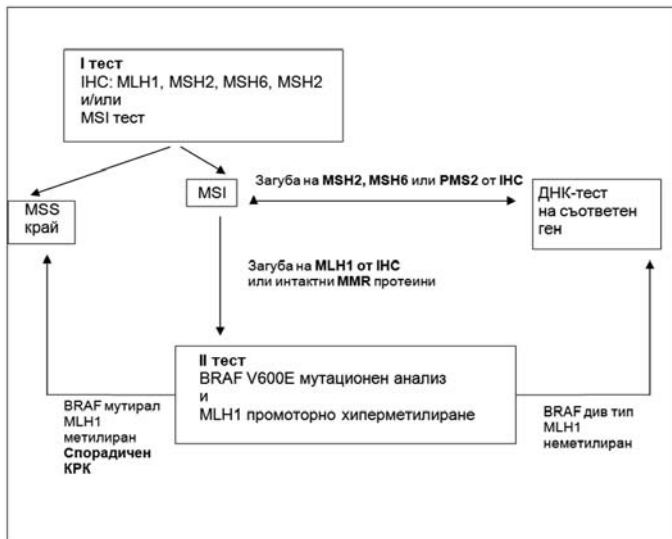 I тест
IHC: MLH1, MSH2, MSH6, MSH2
и/или
MSI тест
MSS
край
MSI
Загуба на MSH2, MSH6 или PMS2 от IHC
ДНК-тест
на съответен
ген
Загуба на MLH1 от IHC
или интактни MMR протеини
II тест
BRAF V600E мутационен анализ
и
MLH1 промоторно хиперметилиране
BRAF мутирал
MLH1
метилиран
Спорадичен
КРК
BRAF див тип
MLH1
неметилиран